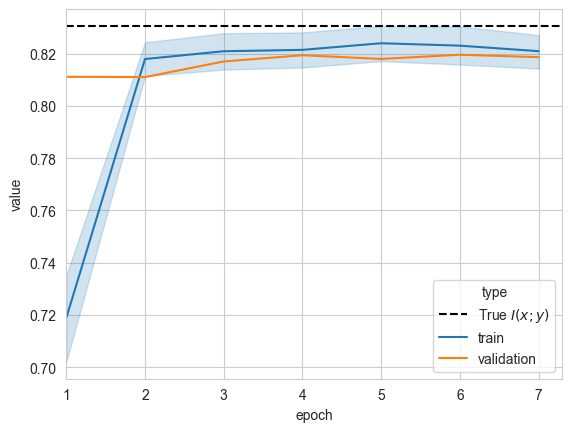 0.82
0.80
0.78
0.76
0.74
0.72
0.70
value
1 2 3 4 5 6 7
epoch
type
True I(x; y)
train
validation